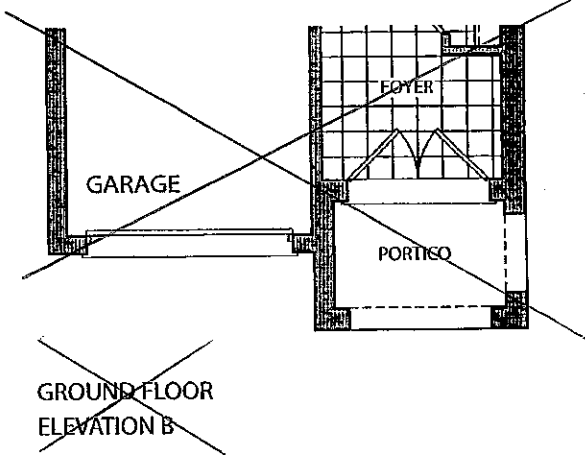 FOYER
GARAGE
PORTICO
GROUND FLOOR
ELEVATION B